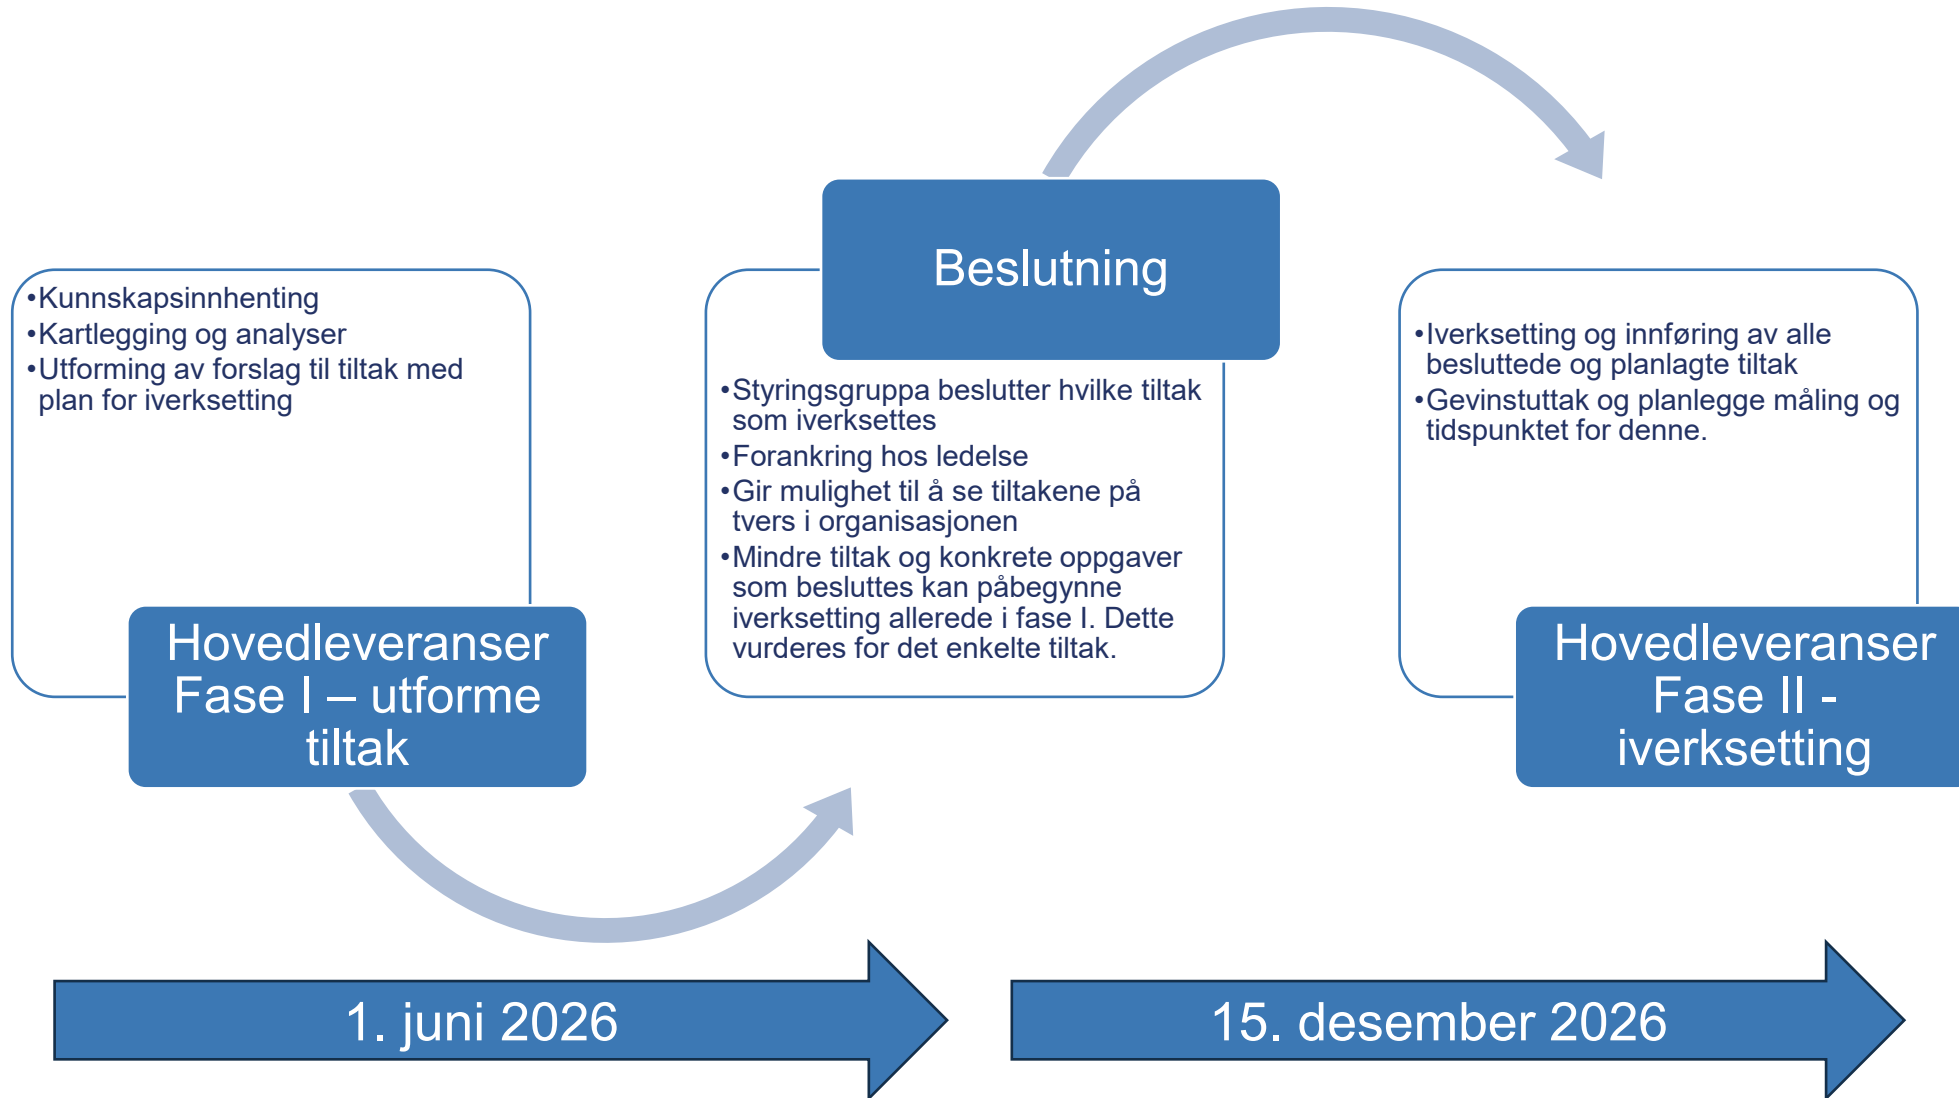 •Kunnskapsinnhenting
•Kartlegging og analyser
•Utforming av forslag til tiltak med
plan for iverksetting
Hovedleveranser
Fase I – utforme
tiltak
Beslutning
•Styringsgruppa beslutter hvilke tiltak
som iverksettes
•Forankring hos ledelse
•Gir mulighet til å se tiltakene på
tvers i organisasjonen
•Mindre tiltak og konkrete oppgaver
som besluttes kan påbegynne
iverksetting allerede i fase I. Dette
vurderes for det enkelte tiltak.
•Iverksetting og innføring av alle
besluttede og planlagte tiltak
•Gevinstuttak og planlegge måling og
tidspunktet for denne.
Hovedleveranser
Fase II -
iverksetting
1. juni 2026
15. desember 2026